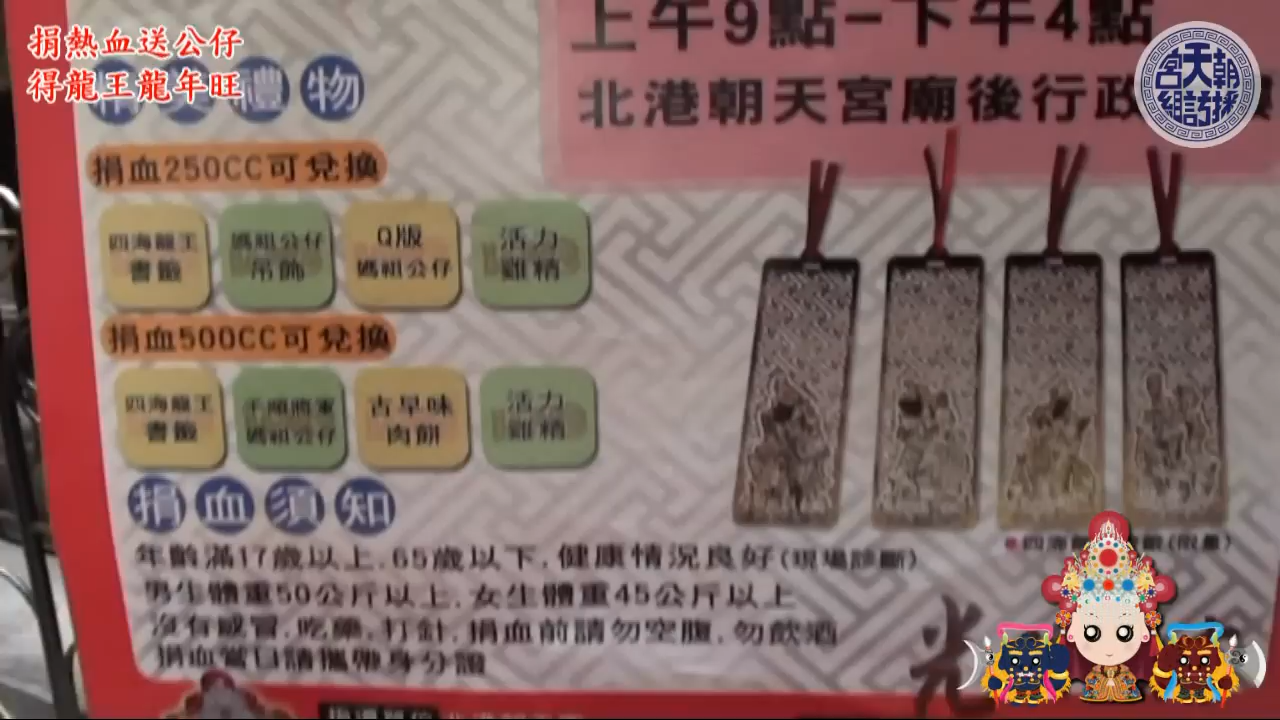 捐熱血送公仔
得龍王龍年旺
上午9點-下午4點
北港朝天宮廟後行政
朝天宮
採訪組
禮物
捐血250CC可兌換
四海龍王
書籤
媽祖公仔
吊飾
Q版
媽祖公仔
活力
雞精
捐血500CC可兌換
四海龍王
書籤
千順將軍
媽祖公仔
古早味
肉餅
活力
雞精
捐血須知
年齡滿17歲以上,65歲以下,健康情況良好(現場診斷)
男生體重50公斤以上,女生體重45公斤以上
沒有感冒,吃藥,打針,捐血前請勿空腹,勿飲酒
捐血當日請攜帶身分證
光